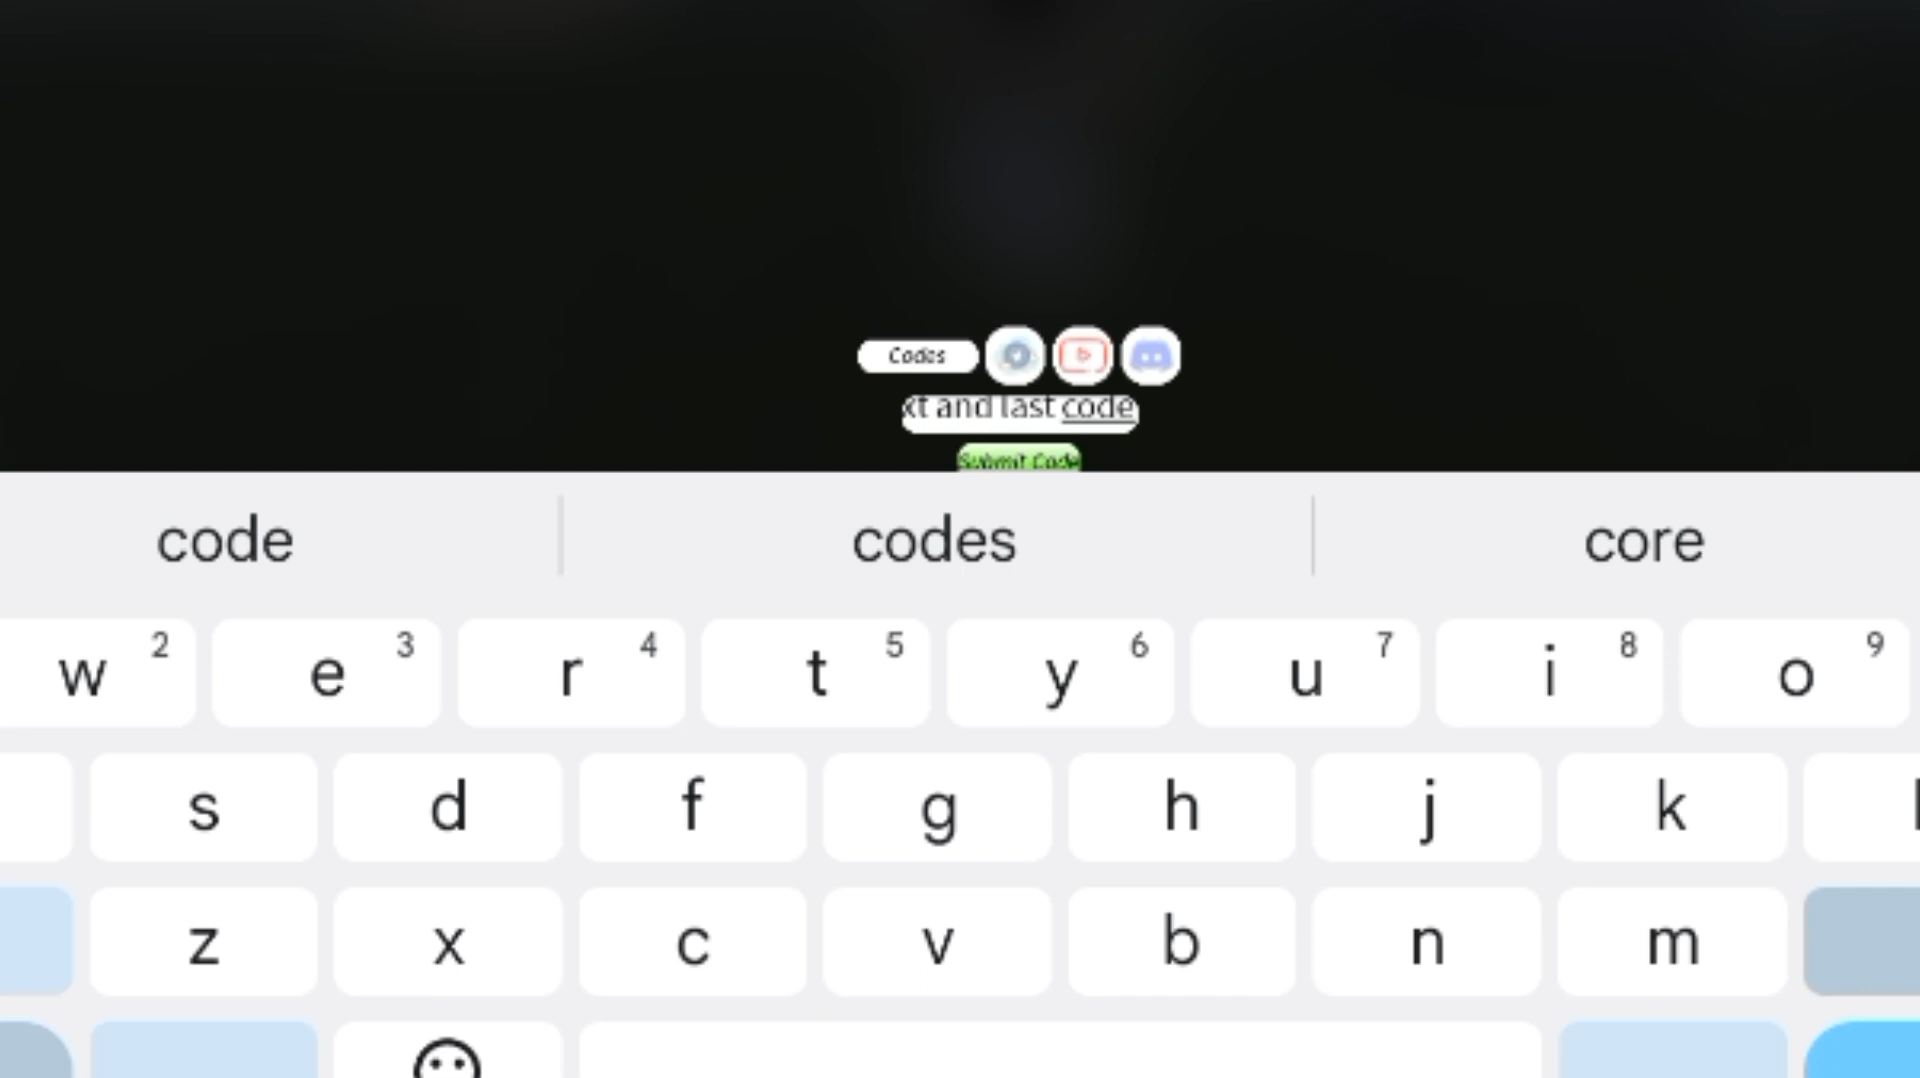 Codes
xt and last code
Submit Code
code codes core
w 2 e 3 r 4 t 5 y 6 u 7 i 8 o 9
s d f g h j k
z x c v b n m